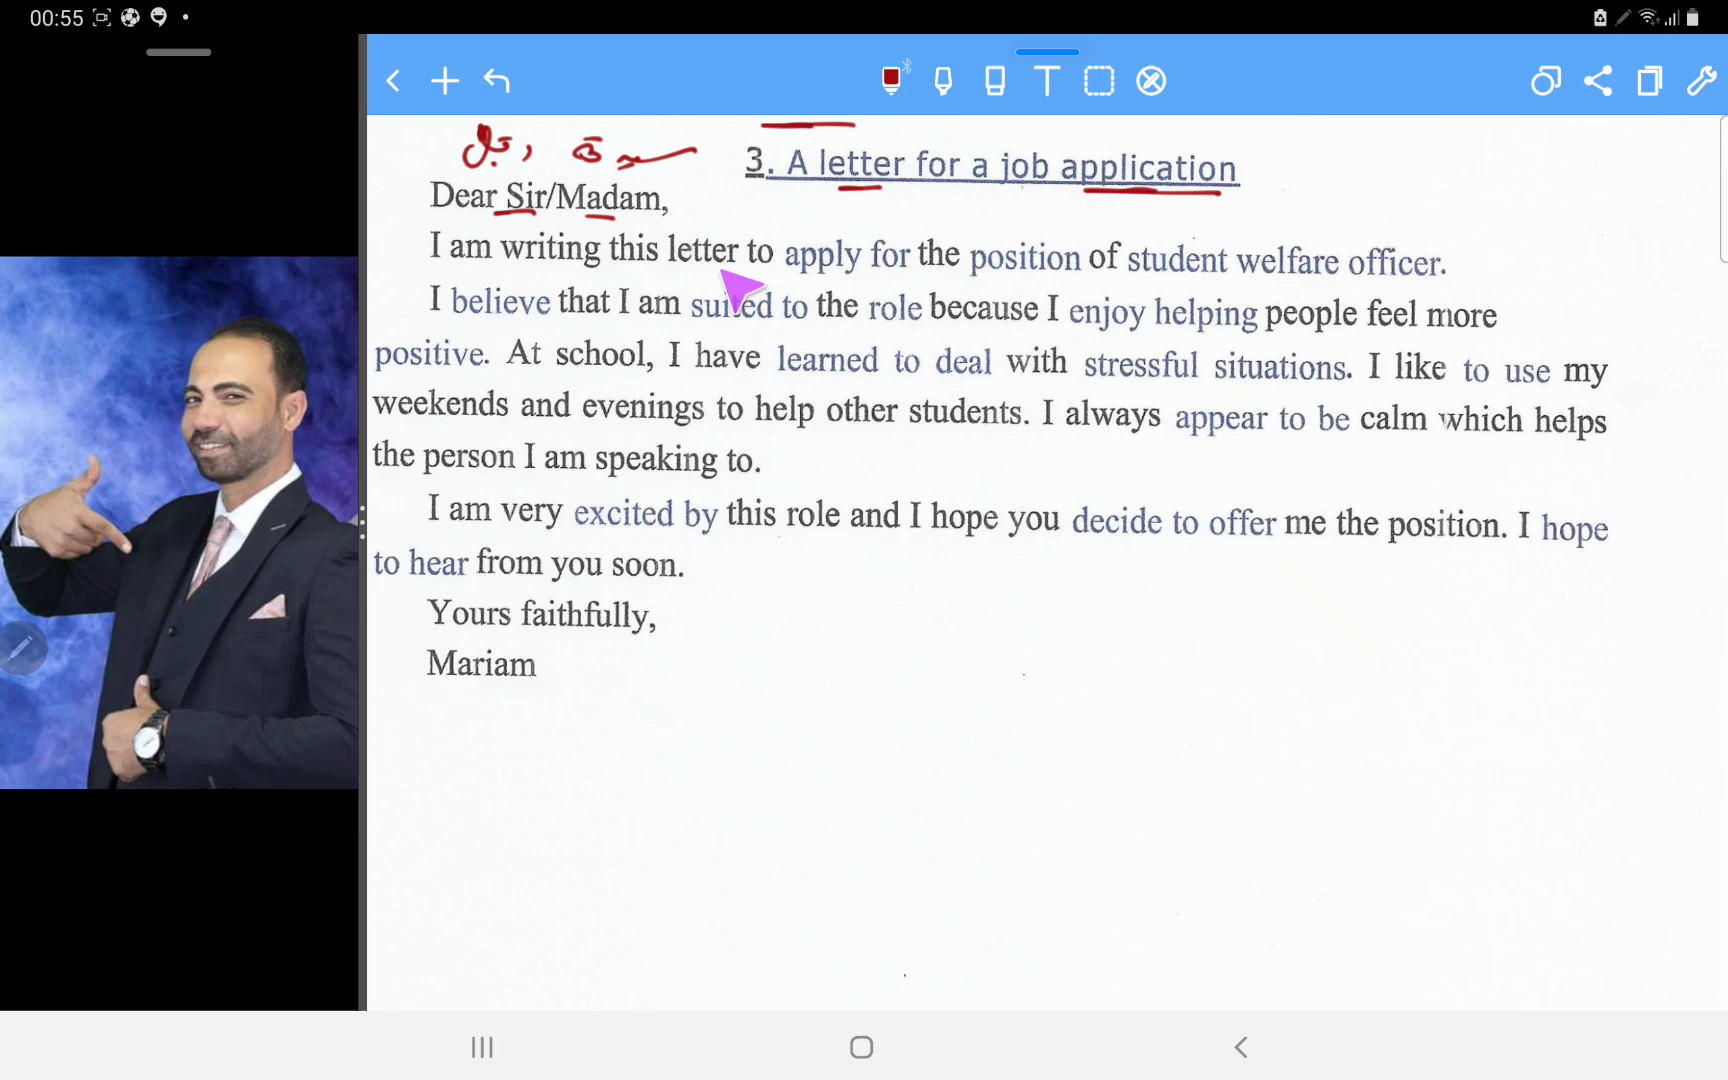 00:55
3. A letter for a job application
Dear Sir/Madam,
I am writing this letter to apply for the position of student welfare officer.
I believe that I am suited to the role because I enjoy helping people feel more
positive. At school, I have learned to deal with stressful situations. I like to use my
weekends and evenings to help other students. I always appear to be calm which helps
the person I am speaking to.
I am very excited by this role and I hope you decide to offer me the position. I hope
to hear from you soon.
Yours faithfully,
Mariam